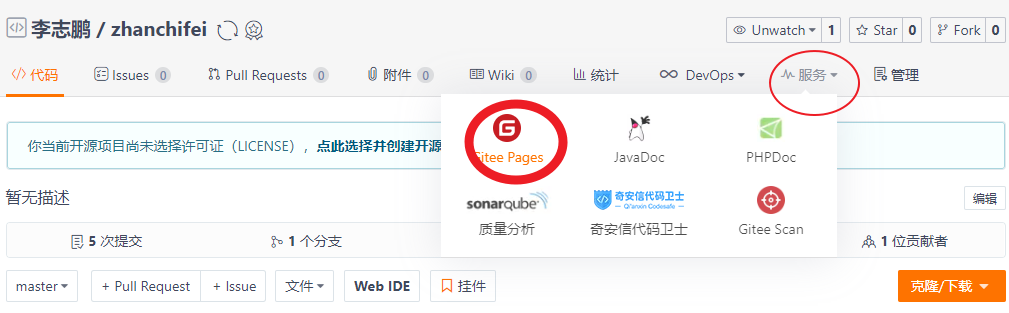 李志鹏 / zhanchifei
Unwatch 1 Star 0 Fork 0
代码 Issues 0 Pull Requests 0 附件 0 Wiki 0 统计 DevOps 服务 管理
你当前开源项目尚未选择许可证（LICENSE），点此选择并创建开源
Gitee Pages JavaDoc PHPDoc
暂无描述 编辑
sonarqube 奇安信代码卫士 Qi'anxin Codesafe
质量分析 奇安信代码卫士 Gitee Scan
5 次提交 1 个分支 1 位贡献者
master + Pull Request + Issue 文件 Web IDE 挂件 克隆/下载